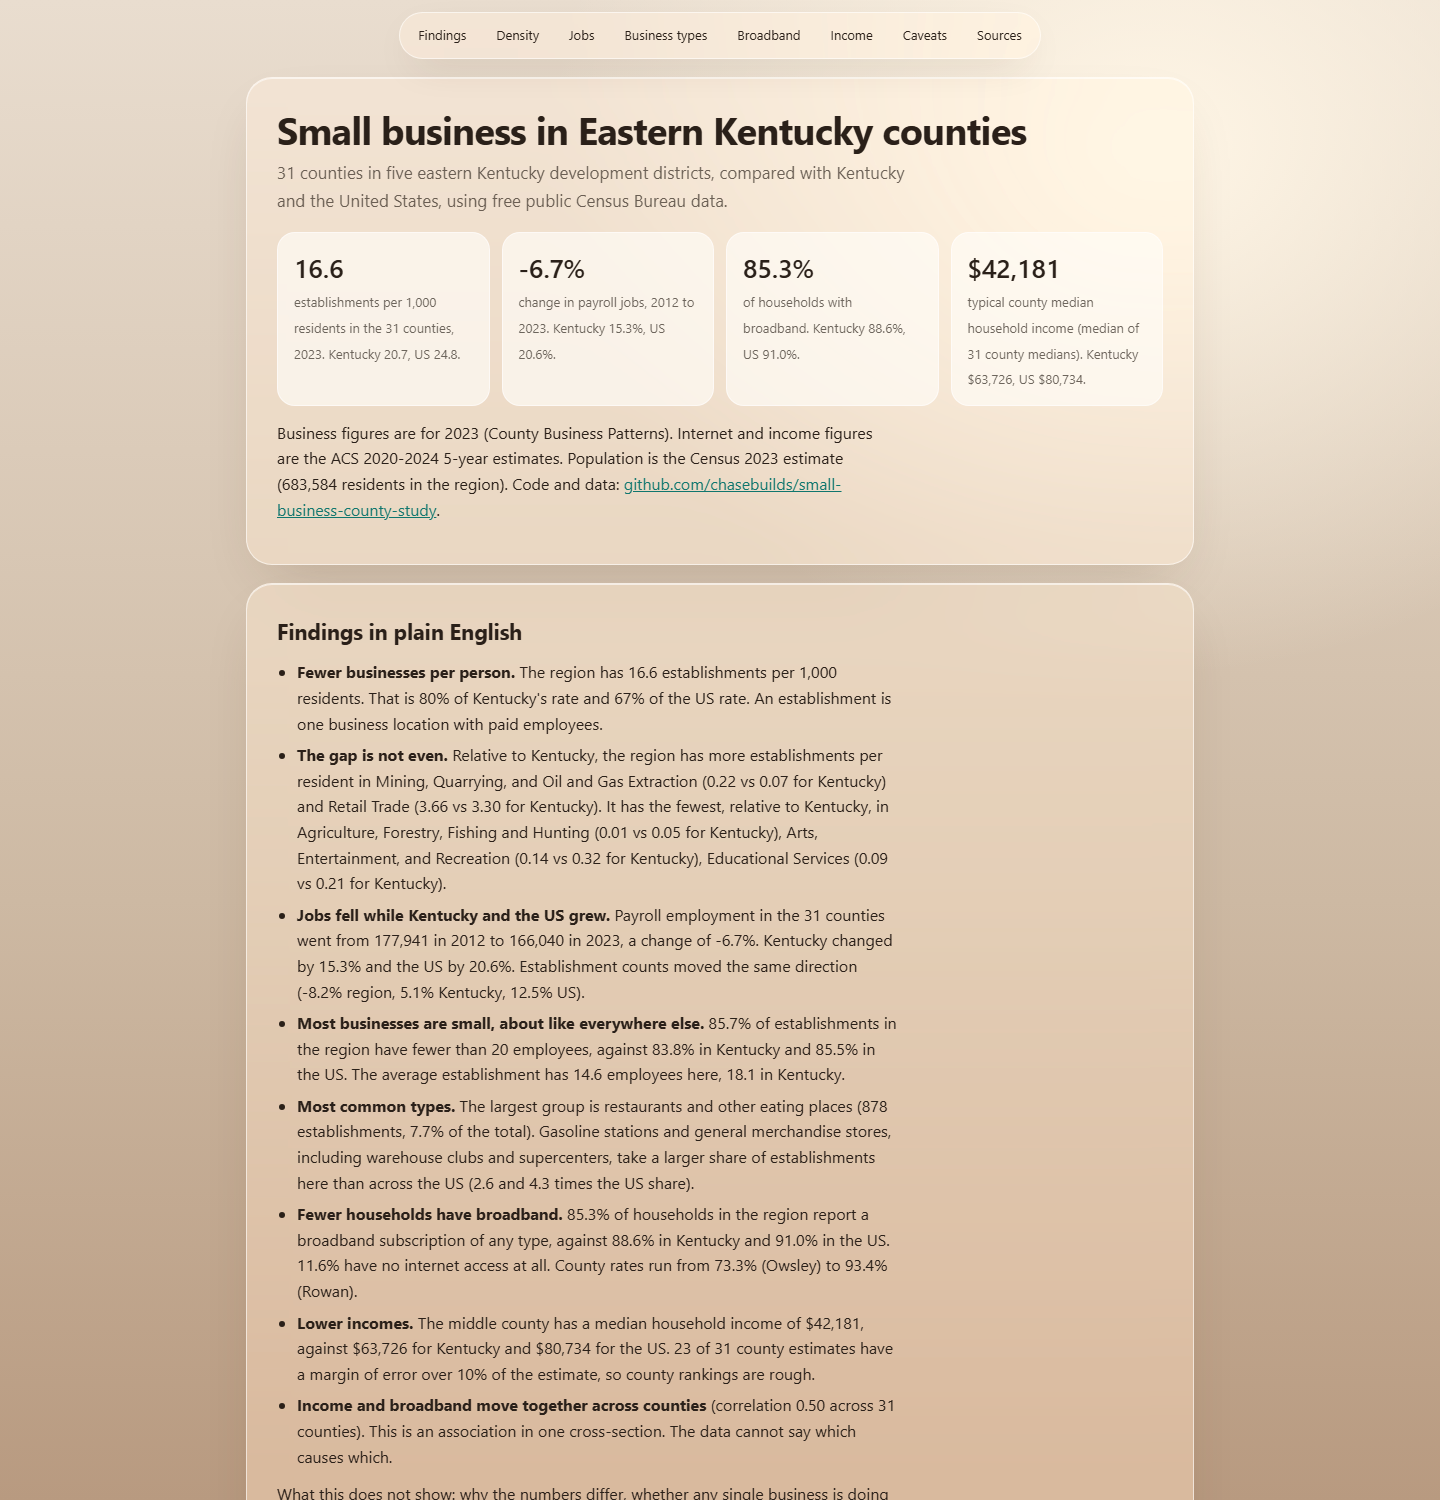 Findings Density Jobs Business types Broadband Income Caveats Sources
Small business in Eastern Kentucky counties
31 counties in five eastern Kentucky development districts, compared with Kentucky
and the United States, using free public Census Bureau data.
16.6
establishments per 1,000
residents in the 31 counties,
2023. Kentucky 20.7, US 24.8.
-6.7%
change in payroll jobs, 2012 to
2023. Kentucky 15.3%, US
20.6%.
85.3%
of households with
broadband. Kentucky 88.6%,
US 91.0%.
$42,181
typical county median
household income (median of
31 county medians). Kentucky
$63,726, US $80,734.
Business figures are for 2023 (County Business Patterns). Internet and income figures
are the ACS 2020-2024 5-year estimates. Population is the Census 2023 estimate
(683,584 residents in the region). Code and data: github.com/chasebuilds/small-
business-county-study.
Findings in plain English
• Fewer businesses per person. The region has 16.6 establishments per 1,000
residents. That is 80% of Kentucky's rate and 67% of the US rate. An establishment is
one business location with paid employees.
• The gap is not even. Relative to Kentucky, the region has more establishments per
resident in Mining, Quarrying, and Oil and Gas Extraction (0.22 vs 0.07 for Kentucky)
and Retail Trade (3.66 vs 3.30 for Kentucky). It has the fewest, relative to Kentucky, in
Agriculture, Forestry, Fishing and Hunting (0.01 vs 0.05 for Kentucky), Arts,
Entertainment, and Recreation (0.14 vs 0.32 for Kentucky), Educational Services (0.09
vs 0.21 for Kentucky).
• Jobs fell while Kentucky and the US grew. Payroll employment in the 31 counties
went from 177,941 in 2012 to 166,040 in 2023, a change of -6.7%. Kentucky changed
by 15.3% and the US by 20.6%. Establishment counts moved the same direction
(-8.2% region, 5.1% Kentucky, 12.5% US).
• Most businesses are small, about like everywhere else. 85.7% of establishments in
the region have fewer than 20 employees, against 83.8% in Kentucky and 85.5% in
the US. The average establishment has 14.6 employees here, 18.1 in Kentucky.
• Most common types. The largest group is restaurants and other eating places (878
establishments, 7.7% of the total). Gasoline stations and general merchandise stores,
including warehouse clubs and supercenters, take a larger share of establishments
here than across the US (2.6 and 4.3 times the US share).
• Fewer households have broadband. 85.3% of households in the region report a
broadband subscription of any type, against 88.6% in Kentucky and 91.0% in the US.
11.6% have no internet access at all. County rates run from 73.3% (Owsley) to 93.4%
(Rowan).
• Lower incomes. The middle county has a median household income of $42,181,
against $63,726 for Kentucky and $80,734 for the US. 23 of 31 county estimates have
a margin of error over 10% of the estimate, so county rankings are rough.
• Income and broadband move together across counties (correlation 0.50 across 31
counties). This is an association in one cross-section. The data cannot say which
causes which.
What this does not show: why the numbers differ, whether any single business is doing